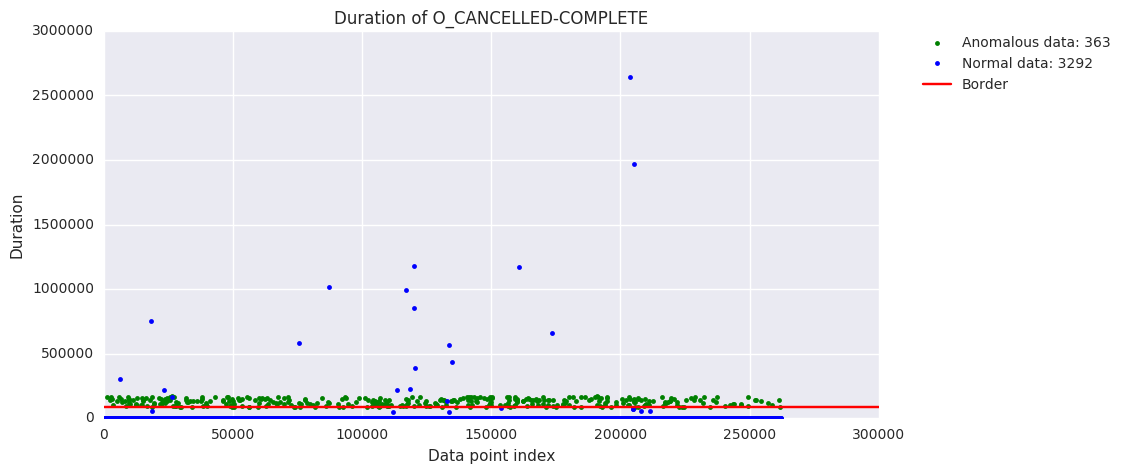 Duration of O_CANCELLED-COMPLETE
3000000
2500000
2000000
1500000
1000000
500000
0
Duration
0 50000 100000 150000 200000 250000 300000
Data point index
Anomalous data: 363
Normal data: 3292
Border